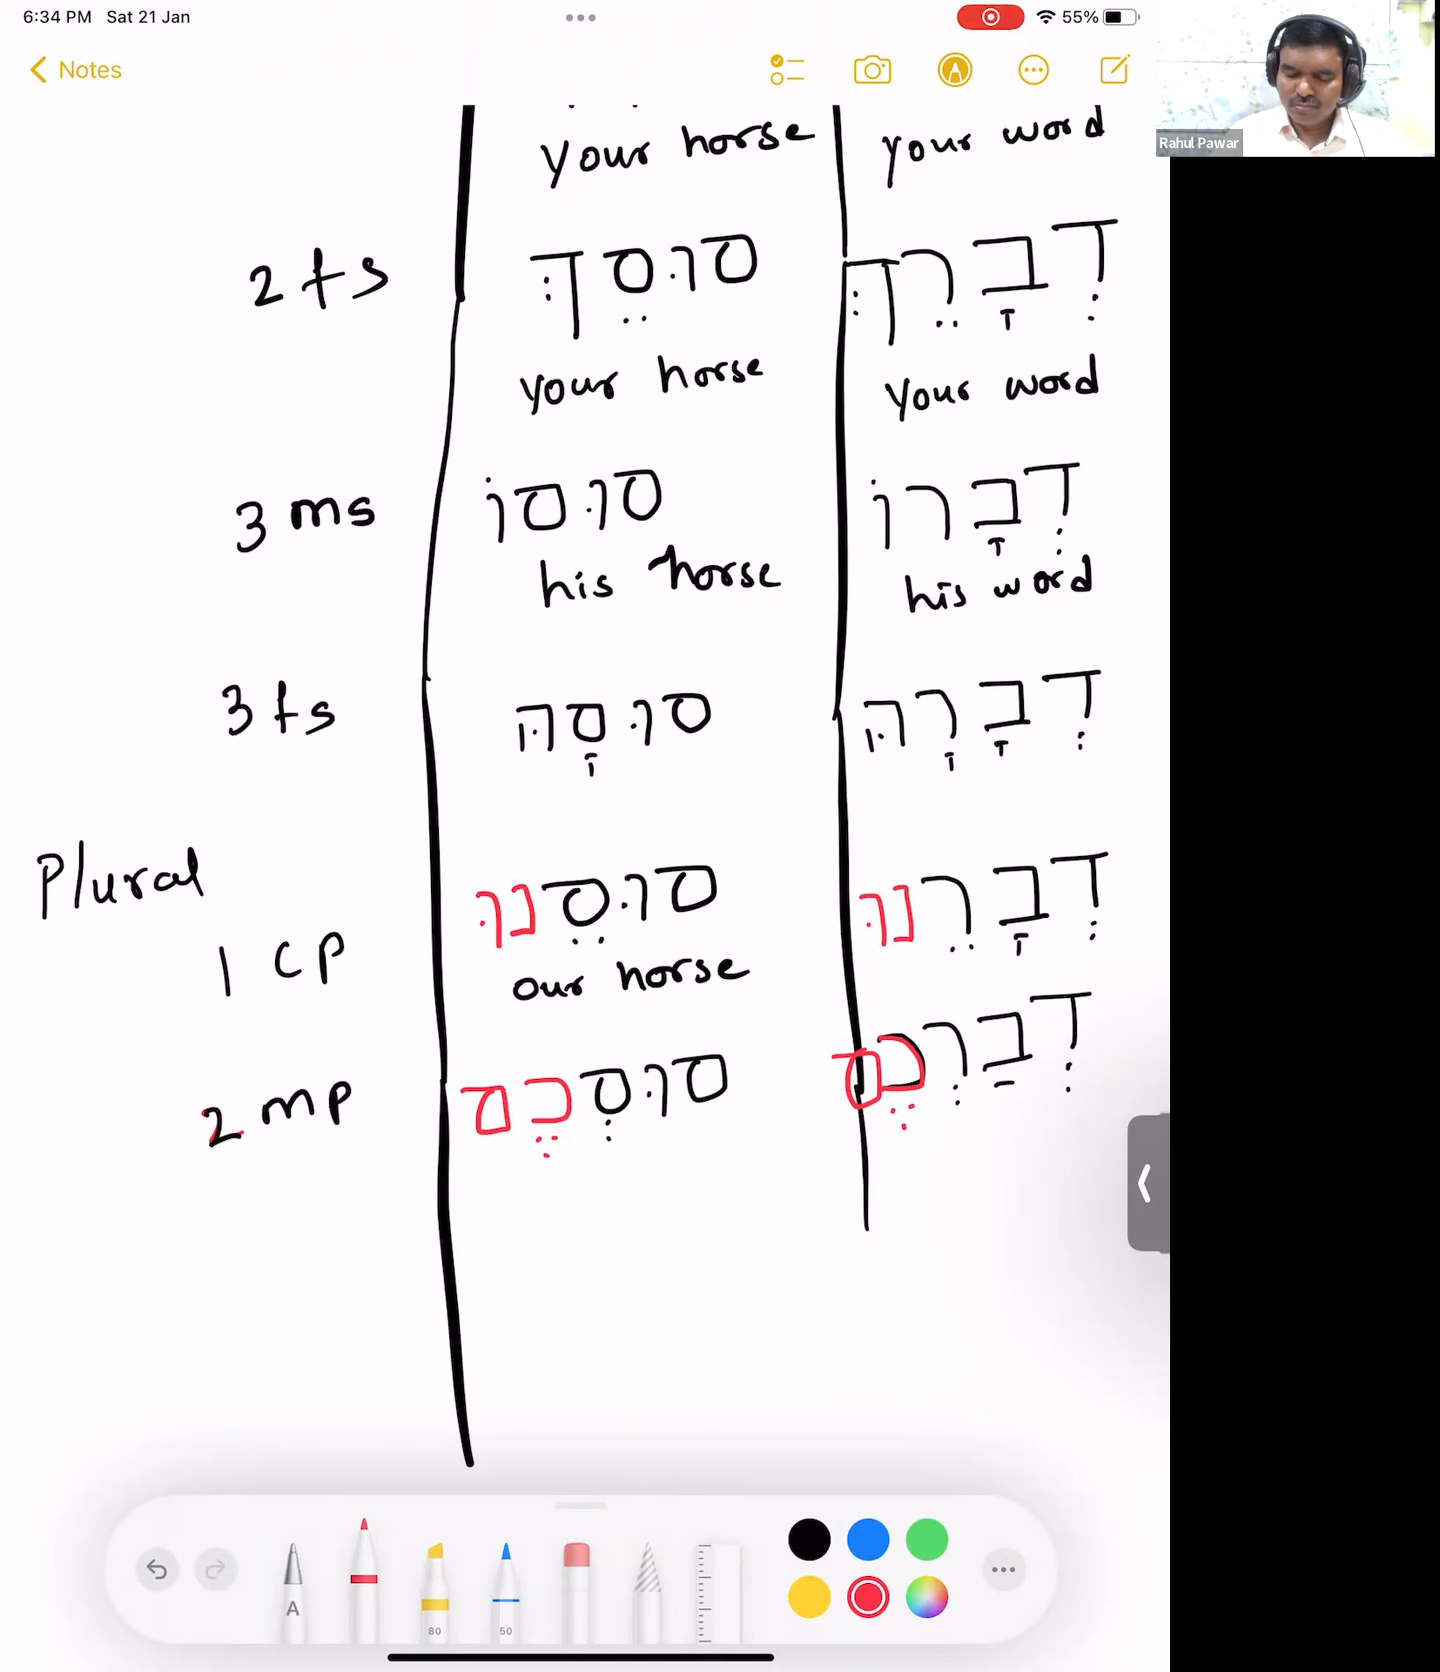 6:34 PM Sat 21 Jan 55%
Notes
Rahul Pawar
your horse your word
2 fs סוּסֵךְּ דְּבָרֵךְּ
your horse your word
3 ms סוּסוֹ דְּבָרוֹ
his horse his word
3 fs סוּסָהּ דְּבָרָהּ
Plural
1 CP סוּסֵנוּ דְּבָרֵנוּ
our horse
2 mp סוּסְכֶם דְּבַרְכֶם
A 80 50